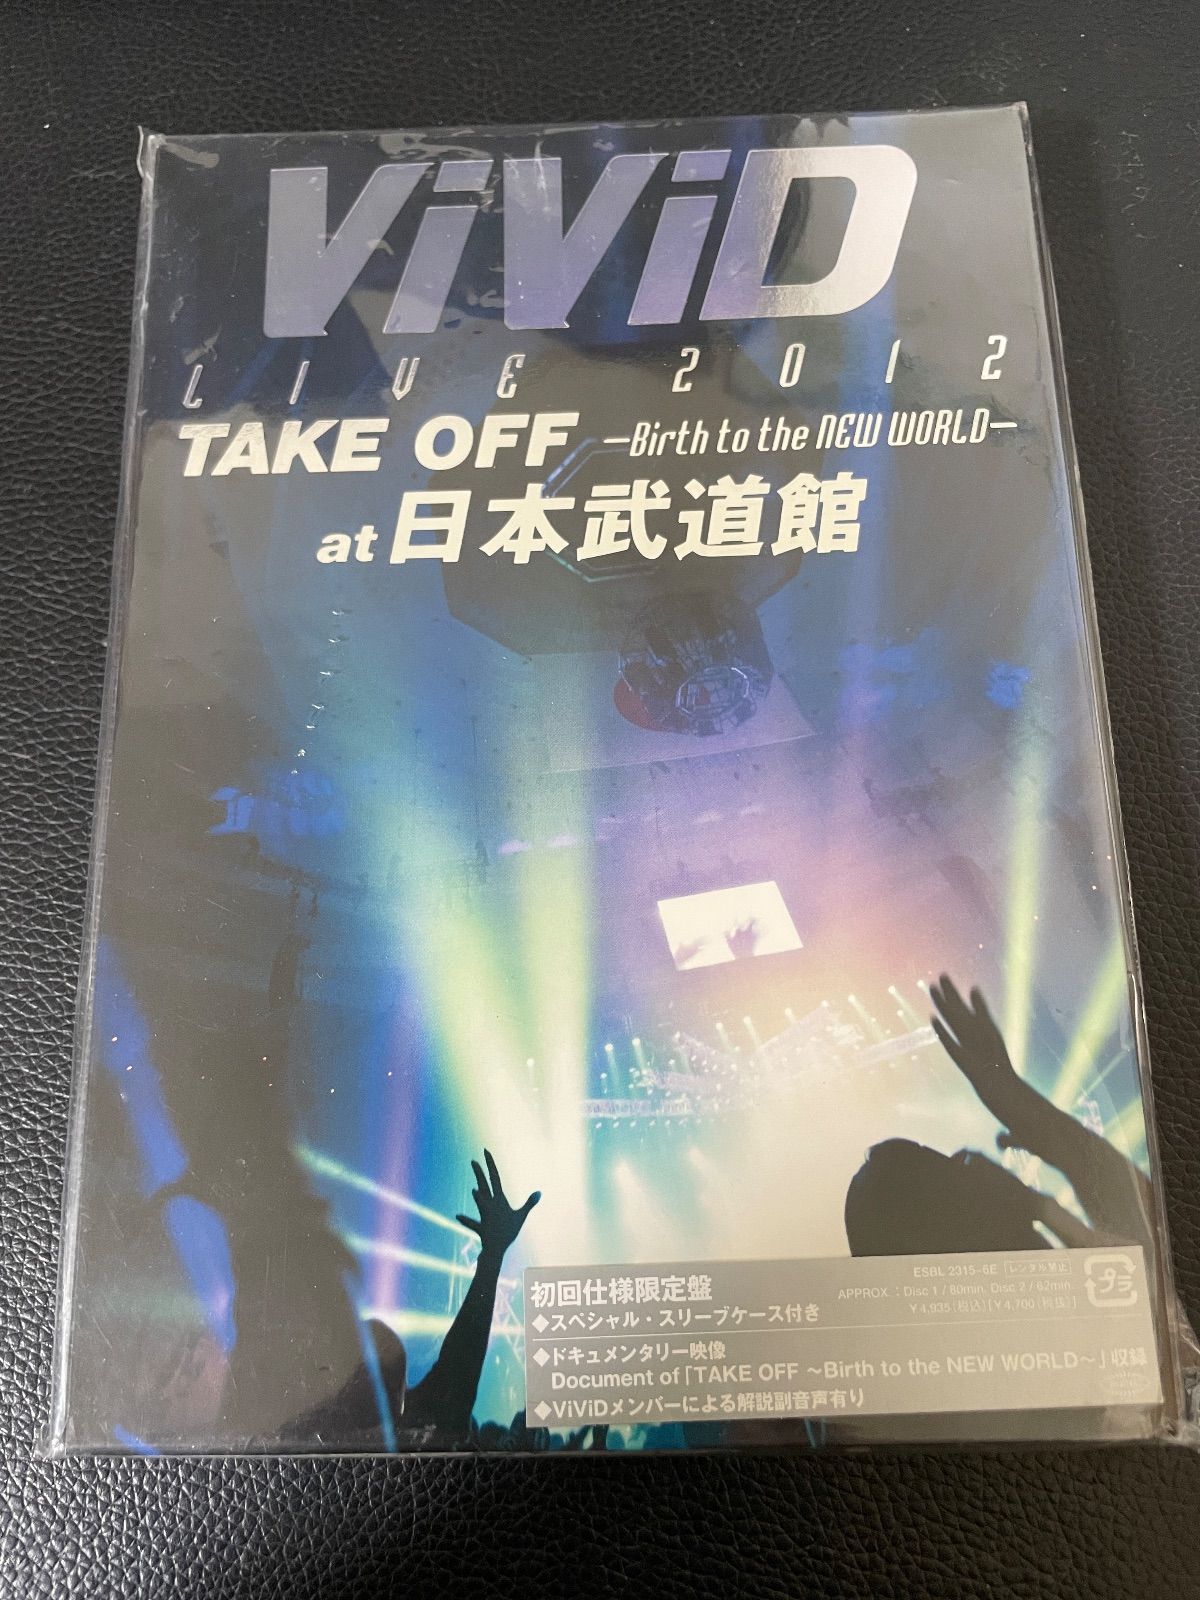 ViViD
LIVE 2012
TAKE OFF −Birth to the NEW WORLD−
at 日本武道館
ESBL 2315-6E レンタル禁止
初回仕様限定盤
APPROX.：Disc 1 / 80min. Disc 2 / 62min.
◆スペシャル・スリーブケース付き
￥4,935［税込］［￥4,700（税抜）］
プラ
◆ドキュメンタリー映像
Document of「TAKE OFF 〜Birth to the NEW WORLD〜」収録
◆ViViDメンバーによる解説副音声有り